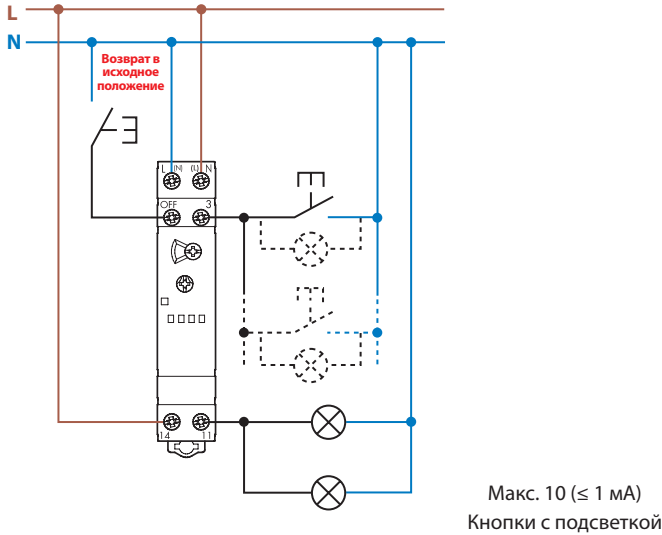 L
N
Возврат в
исходное
положение
L (N) (L) N
OFF 3
14 11
Макс. 10 (≤ 1 мА)
Кнопки с подсветкой